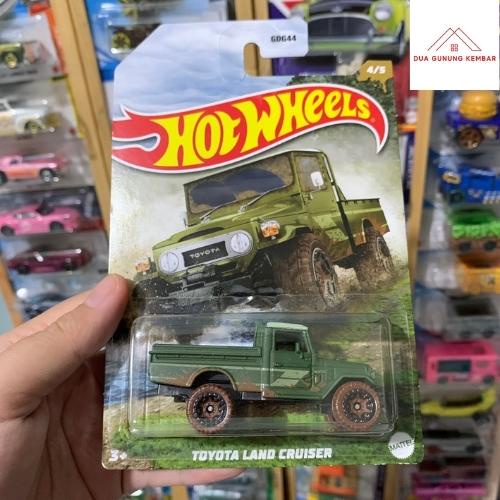 GDG44
DUA GUNUNG
KEMBAR
4/5
HOT WHEELS
TOYOTA
3+
TOYOTA LAND CRUISER
MATTEL